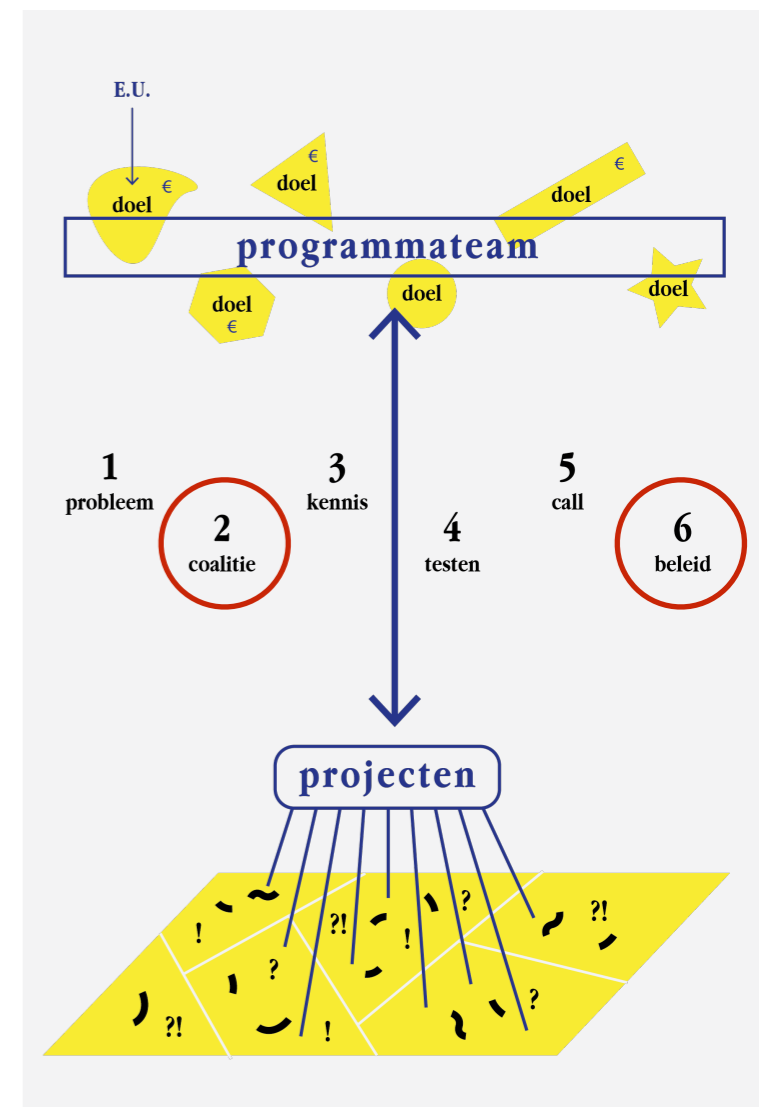 E.U.
€
doel
€
doel
€
doel
programmateam
doel
€
doel
doel
1
probleem
2
coalitie
3
kennis
4
testen
5
call
6
beleid
projecten
!
?!
!
?
?!
?
?!
?
!
?